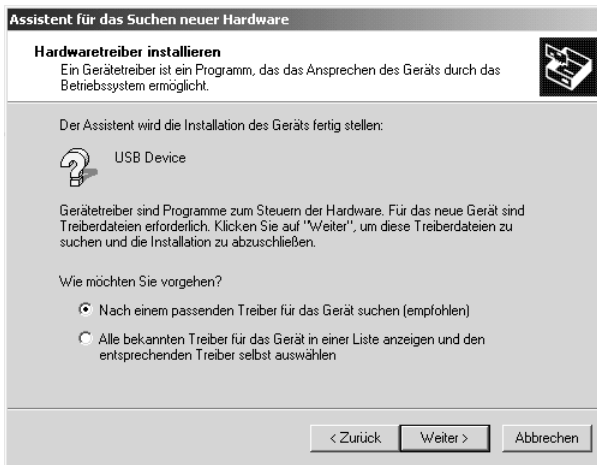 Assistent für das Suchen neuer Hardware
Hardwaretreiber installieren
Ein Gerätetreiber ist ein Programm, das das Ansprechen des Geräts durch das
Betriebssystem ermöglicht.
Der Assistent wird die Installation des Geräts fertig stellen:
USB Device
Gerätetreiber sind Programme zum Steuern der Hardware. Für das neue Gerät sind
Treiberdateien erforderlich. Klicken Sie auf "Weiter", um diese Treiberdateien zu
suchen und die Installation zu abzuschließen.
Wie möchten Sie vorgehen?
Nach einem passenden Treiber für das Gerät suchen (empfohlen)
Alle bekannten Treiber für das Gerät in einer Liste anzeigen und den
entsprechenden Treiber selbst auswählen
< Zurück Weiter > Abbrechen